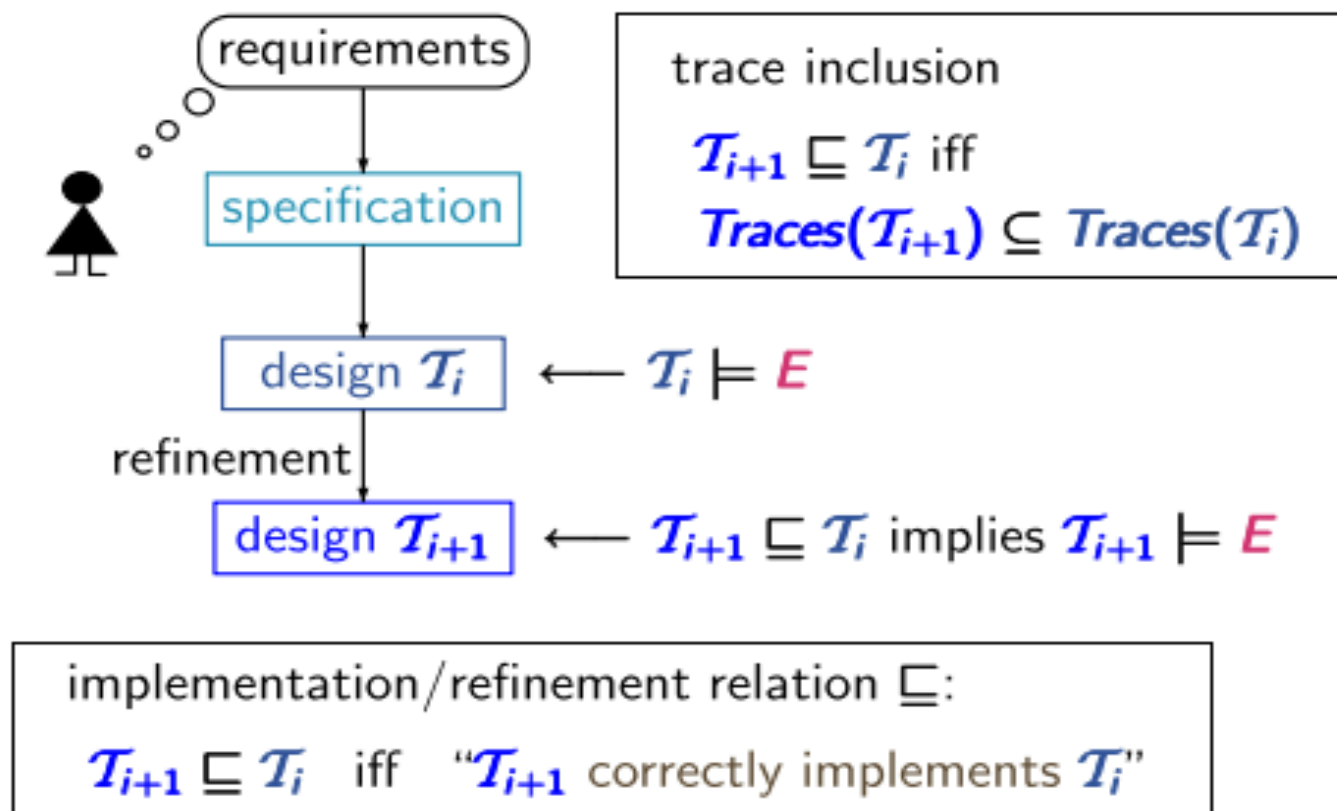 requirements
trace inclusion
𝒯ᵢ₊₁ ⊑ 𝒯ᵢ iff
Traces(𝒯ᵢ₊₁) ⊆ Traces(𝒯ᵢ)
specification
design 𝒯ᵢ ⟵ 𝒯ᵢ ⊨ E
refinement
design 𝒯ᵢ₊₁ ⟵ 𝒯ᵢ₊₁ ⊑ 𝒯ᵢ implies 𝒯ᵢ₊₁ ⊨ E
implementation/refinement relation ⊑:
𝒯ᵢ₊₁ ⊑ 𝒯ᵢ iff “𝒯ᵢ₊₁ correctly implements 𝒯ᵢ”